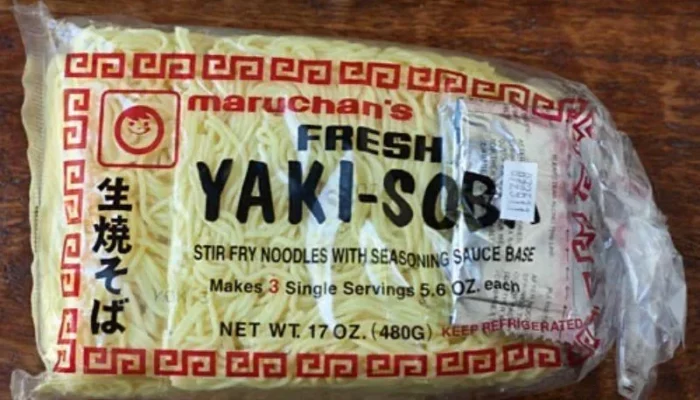 maruchan's
FRESH
YAKI-SOBA
生焼そば
STIR FRY NOODLES WITH SEASONING SAUCE BASE
Makes 3 Single Servings 5.6 OZ. each
NET WT. 17 OZ. (480G) KEEP REFRIGERATED